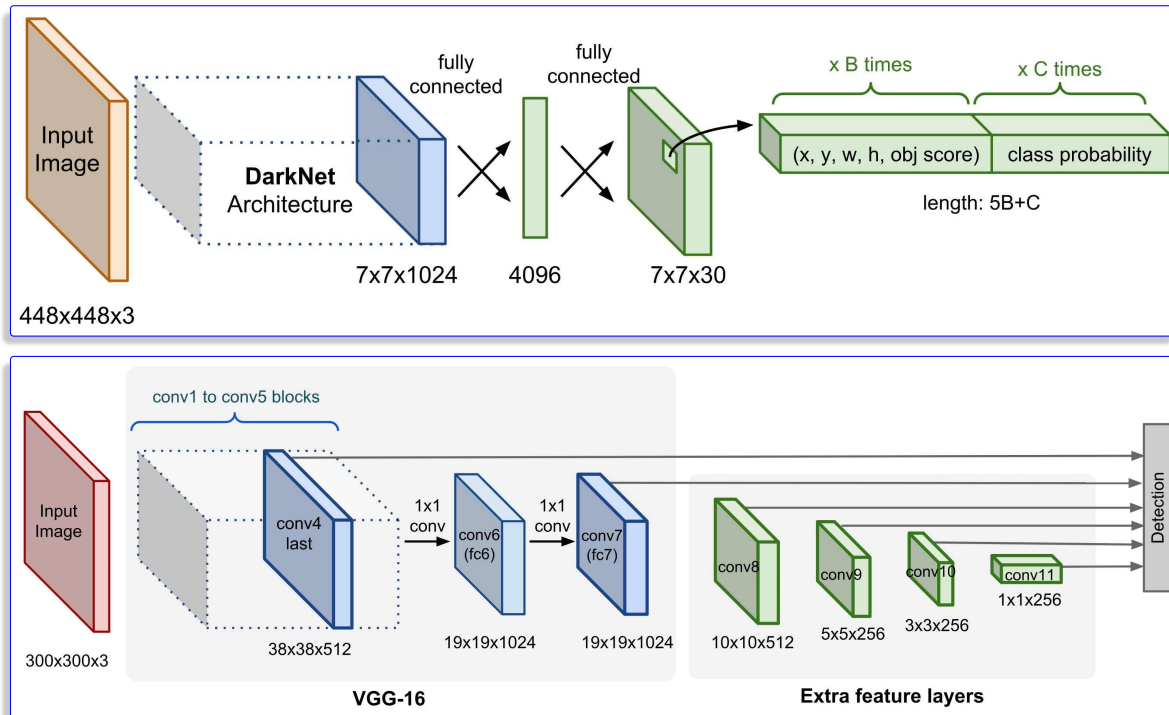 Input
Image
448x448x3
DarkNet
Architecture
7x7x1024
fully
connected
4096
fully
connected
7x7x30
x B times
x C times
(x, y, w, h, obj score)
class probability
length: 5B+C
conv1 to conv5 blocks
Input
Image
300x300x3
conv4
last
38x38x512
1x1
conv
conv6
(fc6)
19x19x1024
1x1
conv
conv7
(fc7)
19x19x1024
VGG-16
conv8
10x10x512
conv9
5x5x256
conv10
3x3x256
conv11
1x1x256
Extra feature layers
Detection